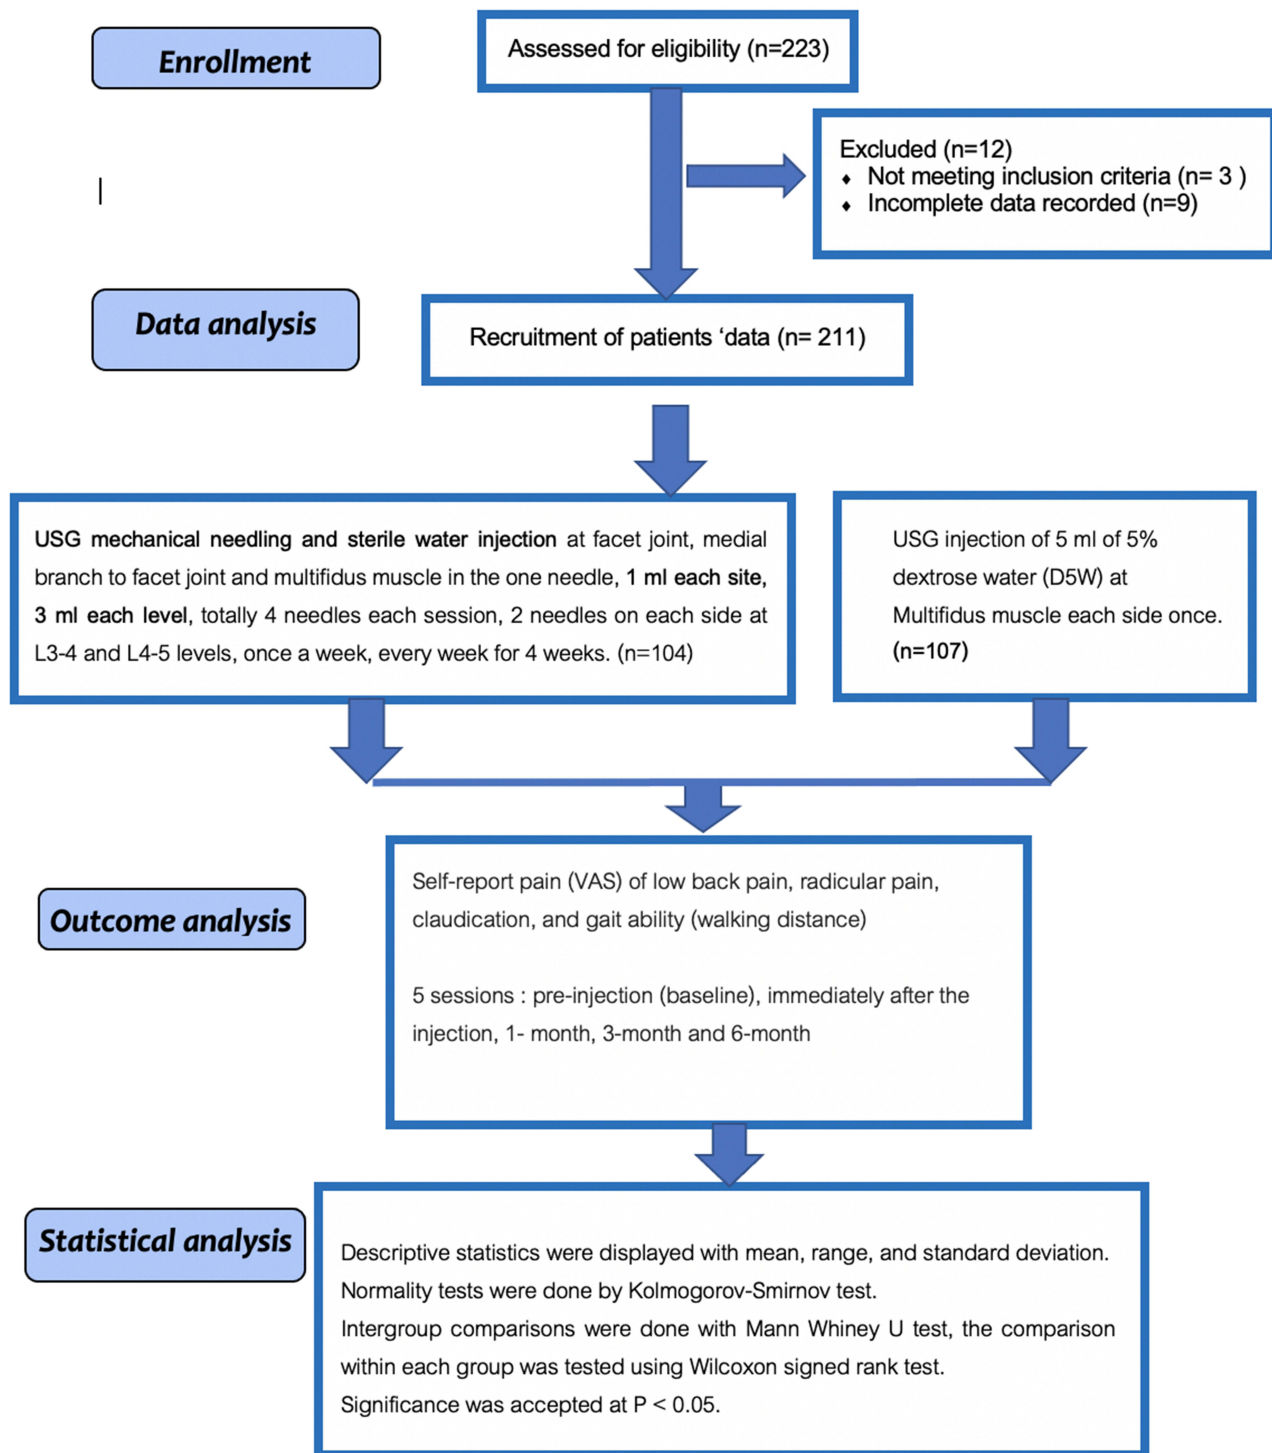 Enrollment
Assessed for eligibility (n=223)
Excluded (n=12)
⬧ Not meeting inclusion criteria (n= 3 )
⬧ Incomplete data recorded (n=9)
Data analysis
Recruitment of patients ‘data (n= 211)
USG mechanical needling and sterile water injection at facet joint, medial
branch to facet joint and multifidus muscle in the one needle, 1 ml each site,
3 ml each level, totally 4 needles each session, 2 needles on each side at
L3-4 and L4-5 levels, once a week, every week for 4 weeks. (n=104)
USG injection of 5 ml of 5%
dextrose water (D5W) at
Multifidus muscle each side once.
(n=107)
Outcome analysis
Self-report pain (VAS) of low back pain, radicular pain,
claudication, and gait ability (walking distance)
5 sessions : pre-injection (baseline), immediately after the
injection, 1- month, 3-month and 6-month
Statistical analysis
Descriptive statistics were displayed with mean, range, and standard deviation.
Normality tests were done by Kolmogorov-Smirnov test.
Intergroup comparisons were done with Mann Whiney U test, the comparison
within each group was tested using Wilcoxon signed rank test.
Significance was accepted at P < 0.05.